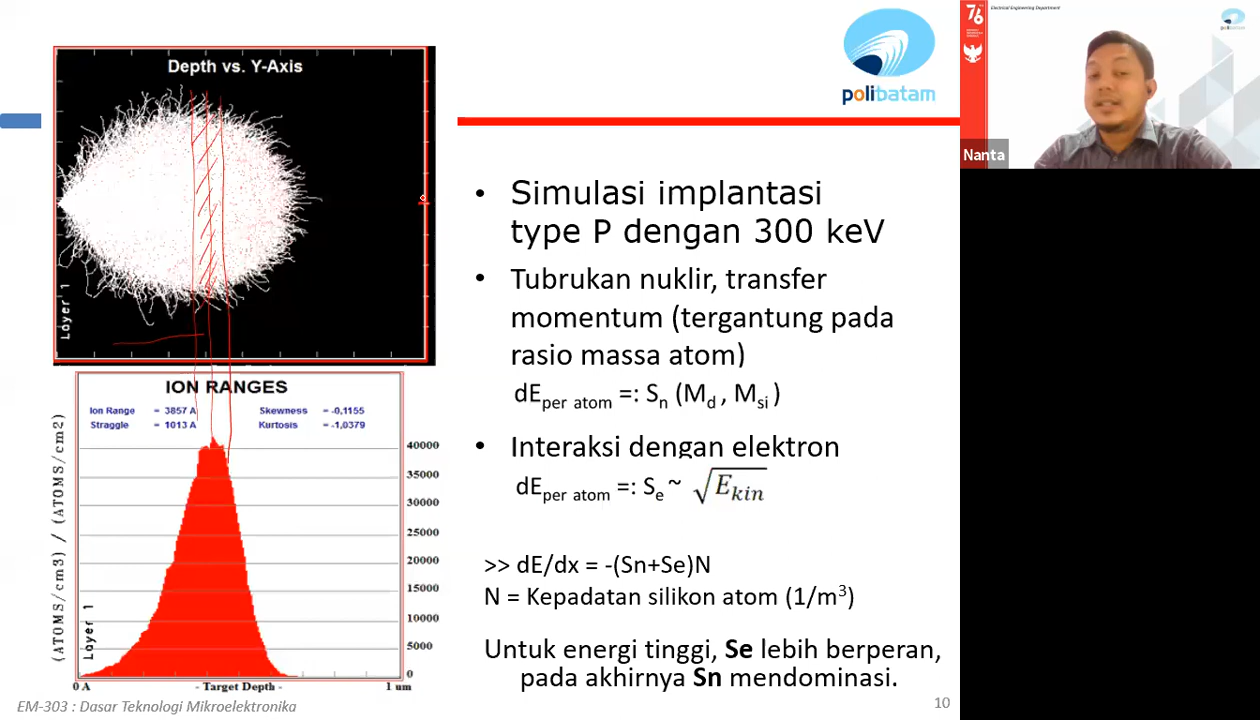 Depth vs. Y-Axis
Layer 1
ION RANGES
Ion Range = 3857 A
Straggle = 1013 A
Skewness = -0,1155
Kurtosis = -1,0379
(ATOMS/cm3) / (ATOMS/cm2)
40000
35000
30000
25000
20000
15000
10000
5000
0
Layer 1
0 A
- Target Depth -
1 um
polibatam
• Simulasi implantasi
type P dengan 300 keV
• Tubrukan nuklir, transfer
momentum (tergantung pada
rasio massa atom)
dEper atom =: Sn (Md , Msi )
• Interaksi dengan elektron
dEper atom =: Se ~ √Ekin
>> dE/dx = -(Sn+Se)N
N = Kepadatan silikon atom (1/m³)
Untuk energi tinggi, Se lebih berperan,
pada akhirnya Sn mendominasi.
EM-303 : Dasar Teknologi Mikroelektronika
10
76
Electrical Engineering Department
polibatam
Nanta